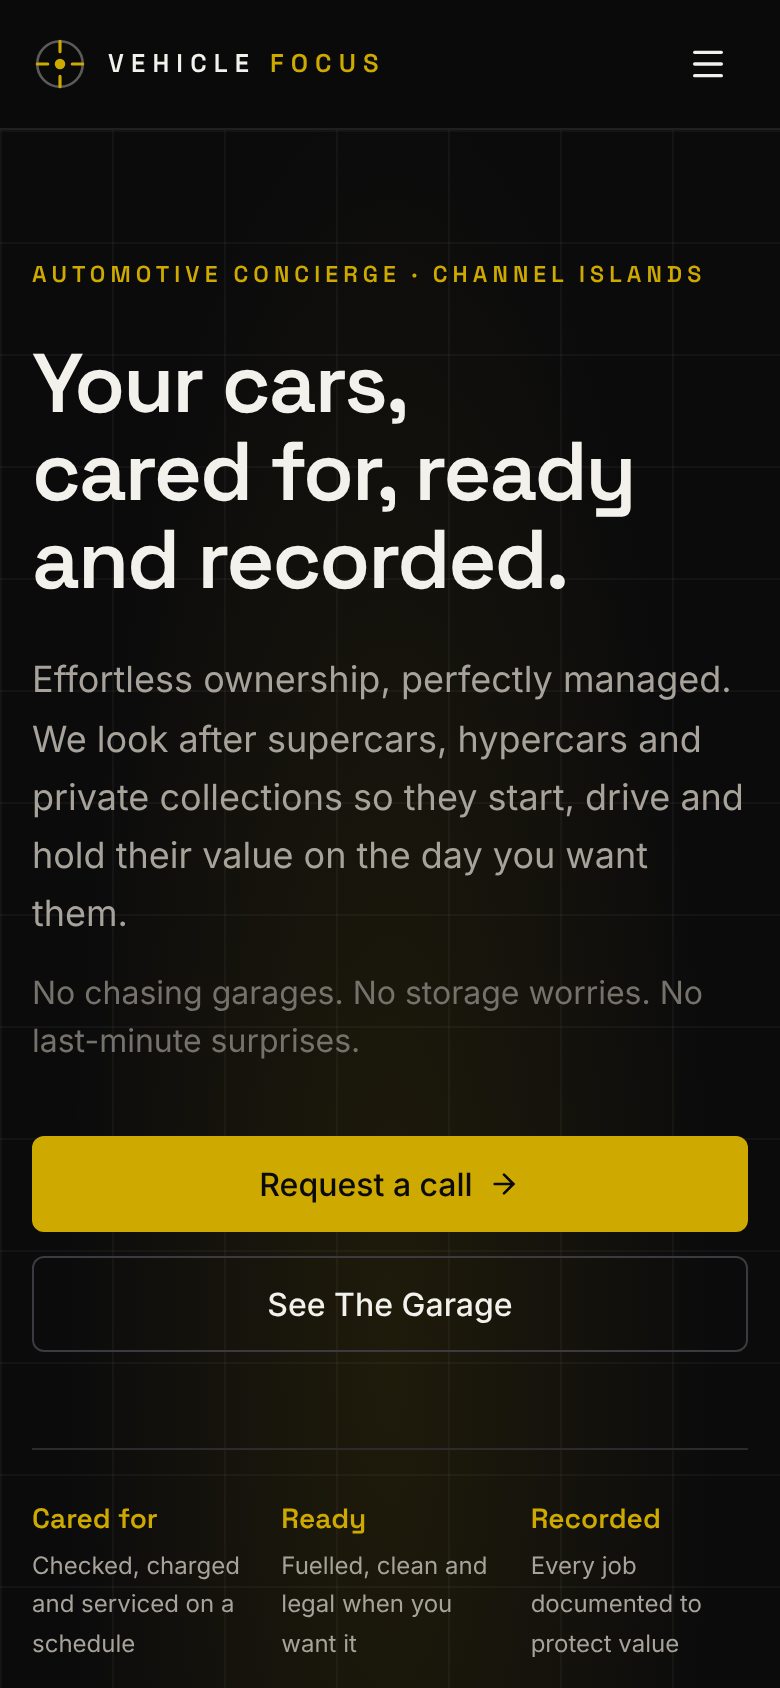 VEHICLE FOCUS
AUTOMOTIVE CONCIERGE · CHANNEL ISLANDS
Your cars,
cared for, ready
and recorded.
Effortless ownership, perfectly managed.
We look after supercars, hypercars and
private collections so they start, drive and
hold their value on the day you want
them.
No chasing garages. No storage worries. No
last-minute surprises.
Request a call →
See The Garage
Cared for
Checked, charged
and serviced on a
schedule
Ready
Fuelled, clean and
legal when you
want it
Recorded
Every job
documented to
protect value